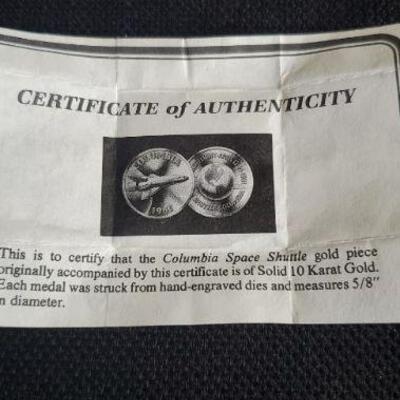 CERTIFICATE of AUTHENTICITY
COLUMBIA
1981
This is to certify that the Columbia Space Shuttle gold piece
originally accompanied by this certificate is of Solid 10 Karat Gold.
Each medal was struck from hand-engraved dies and measures 5/8"
n diameter.